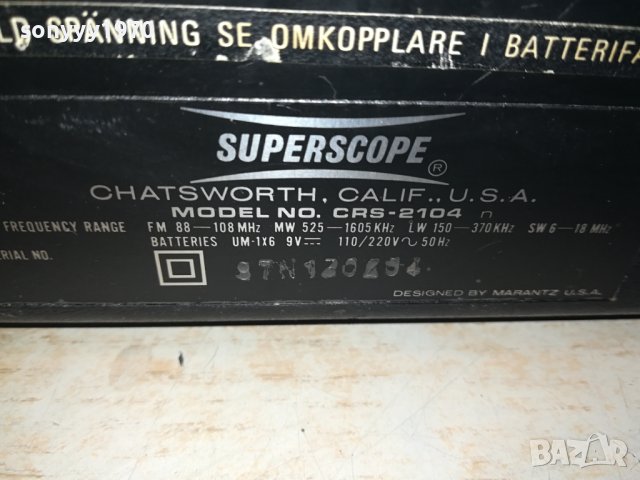 sonyyx1970
LD SPÄNNING SE OMKOPPLARE I BATTERIFA
SUPERSCOPE ®
CHATSWORTH, CALIF., U.S.A.
MODEL NO. CRS-2104 n
FREQUENCY RANGE FM 88—108 MHz MW 525—1605 KHz LW 150—370 KHz SW 6—18 MHz
BATTERIES UM-1X6 9V⎓ 110/220V∿50Hz
ERIAL NO.
DESIGNED BY MARANTZ U.S.A.
BAZAR